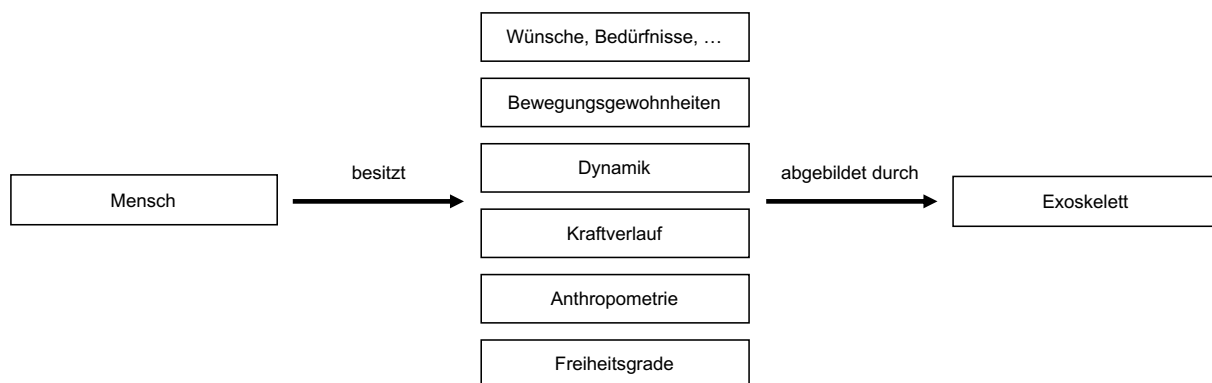 Wünsche, Bedürfnisse, …
Bewegungsgewohnheiten
besitzt
Dynamik
abgebildet durch
Mensch
Exoskelett
Kraftverlauf
Anthropometrie
Freiheitsgrade